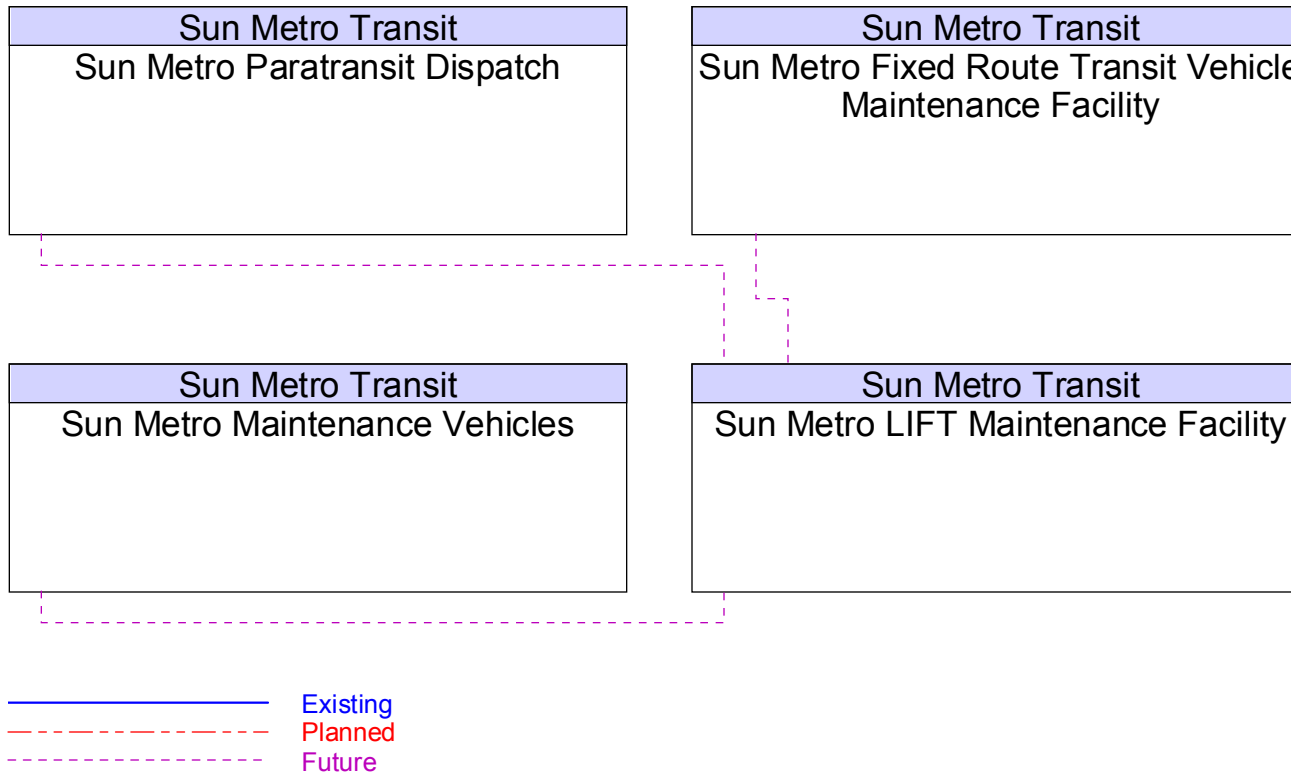 Sun Metro Transit
Sun Metro Paratransit Dispatch
Sun Metro Transit
Sun Metro Fixed Route Transit Vehicle
Maintenance Facility
Sun Metro Transit
Sun Metro Maintenance Vehicles
Sun Metro Transit
Sun Metro LIFT Maintenance Facility
Existing
Planned
Future